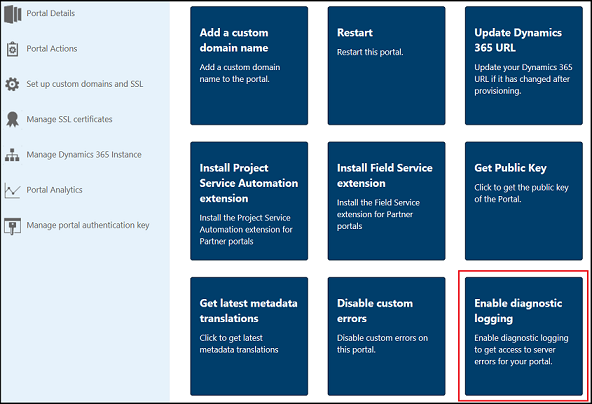 Portal Details
Portal Actions
Set up custom domains and SSL
Manage SSL certificates
Manage Dynamics 365 Instance
Portal Analytics
Manage portal authentication key
Add a custom
domain name
Add a custom domain
name to the portal.
Restart
Restart this portal.
Update Dynamics
365 URL
Update your Dynamics 365
URL if it has changed after
provisioning.
Install Project
Service Automation
extension
Install the Project Service
Automation extension for
Partner portals
Install Field Service
extension
Install the Field Service
extension for Partner
portals
Get Public Key
Click to get the public key
of the Portal.
Get latest metadata
translations
Click to get latest
metadata translations
Disable custom
errors
Disable custom errors on
this portal.
Enable diagnostic
logging
Enable diagnostic logging
to get access to server
errors for your portal.